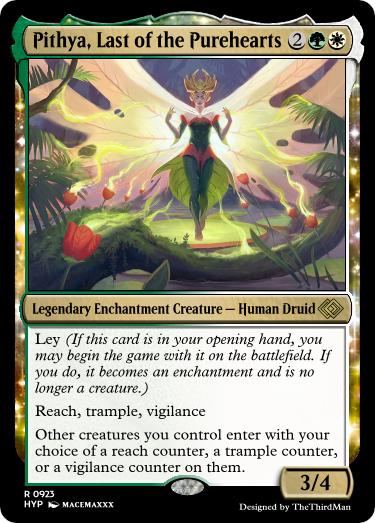 Pithya, Last of the Purehearts 2
Legendary Enchantment Creature — Human Druid
Ley (If this card is in your opening hand, you
may begin the game with it on the battlefield. If
you do, it becomes an enchantment and is no
longer a creature.)
Reach, trample, vigilance
Other creatures you control enter with your
choice of a reach counter, a trample counter,
or a vigilance counter on them.
3/4
R 0923
HYP MACEMAXXX
Designed by TheThirdMan